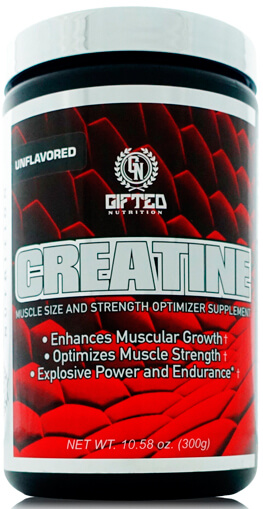 UNFLAVORED
GN
GIFTED
NUTRITION
CREATINE
MUSCLE SIZE AND STRENGTH OPTIMIZER SUPPLEMENT
• Enhances Muscular Growth†
• Optimizes Muscle Strength†
• Explosive Power and Endurance*†
NET WT. 10.58 oz. (300g)